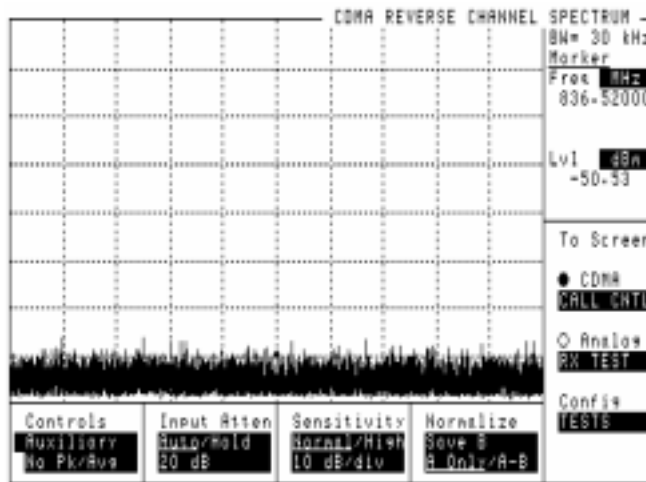 CDMA REVERSE CHANNEL SPECTRUM
BW= 30 kHz
Marker
Freq MHz
836.52000
Lvl dBm
-50.53
To Screen
CDMA
CALL CNTL
Analog
RX TEST
Config
TESTS
Controls
Auxiliary
No Pk/Avg
Input Atten
Auto/Hold
20 dB
Sensitivity
Normal/High
10 dB/div
Normalize
Save B
A Only/A-B